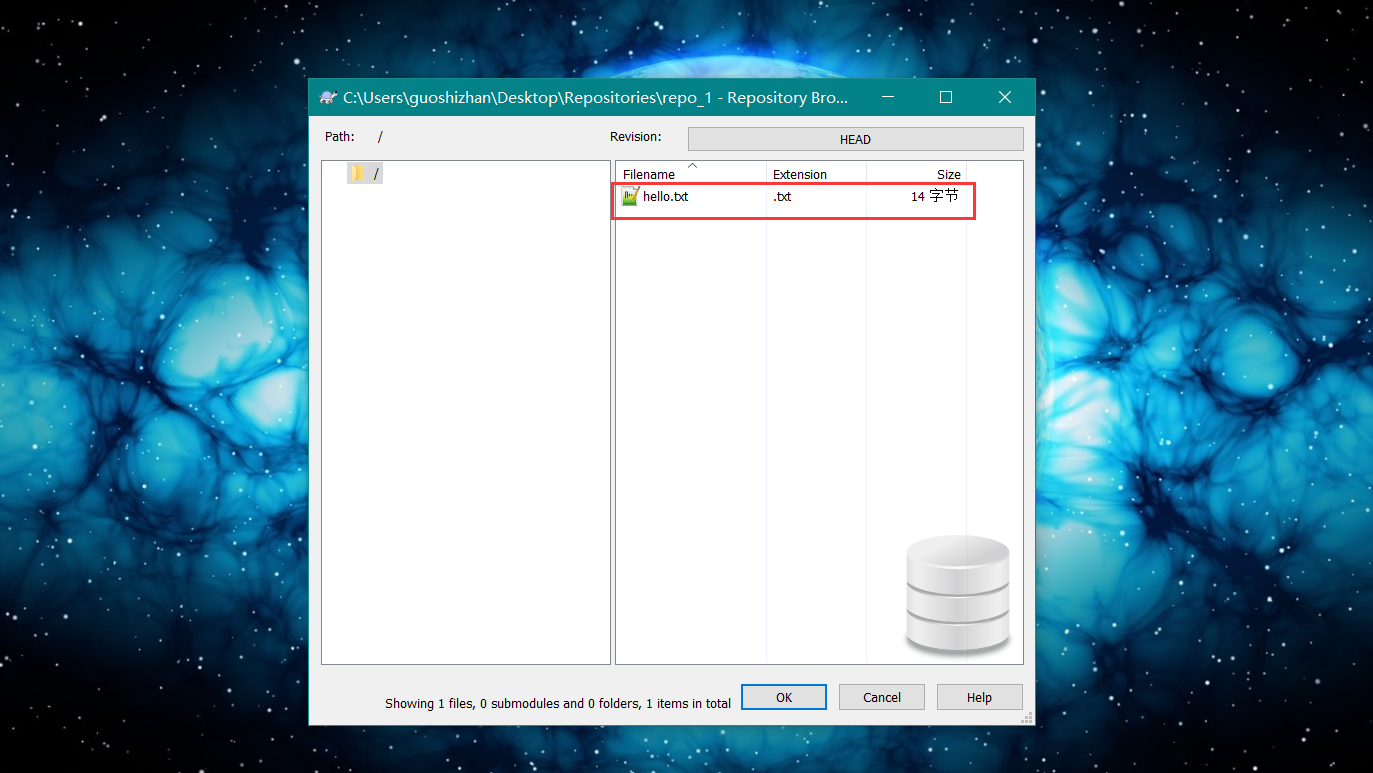 C:\Users\guoshizhan\Desktop\Repositories\repo_1 - Repository Bro...
Path: / Revision: HEAD
/
Filename Extension Size
hello.txt .txt 14 字节
Showing 1 files, 0 submodules and 0 folders, 1 items in total
OK Cancel Help